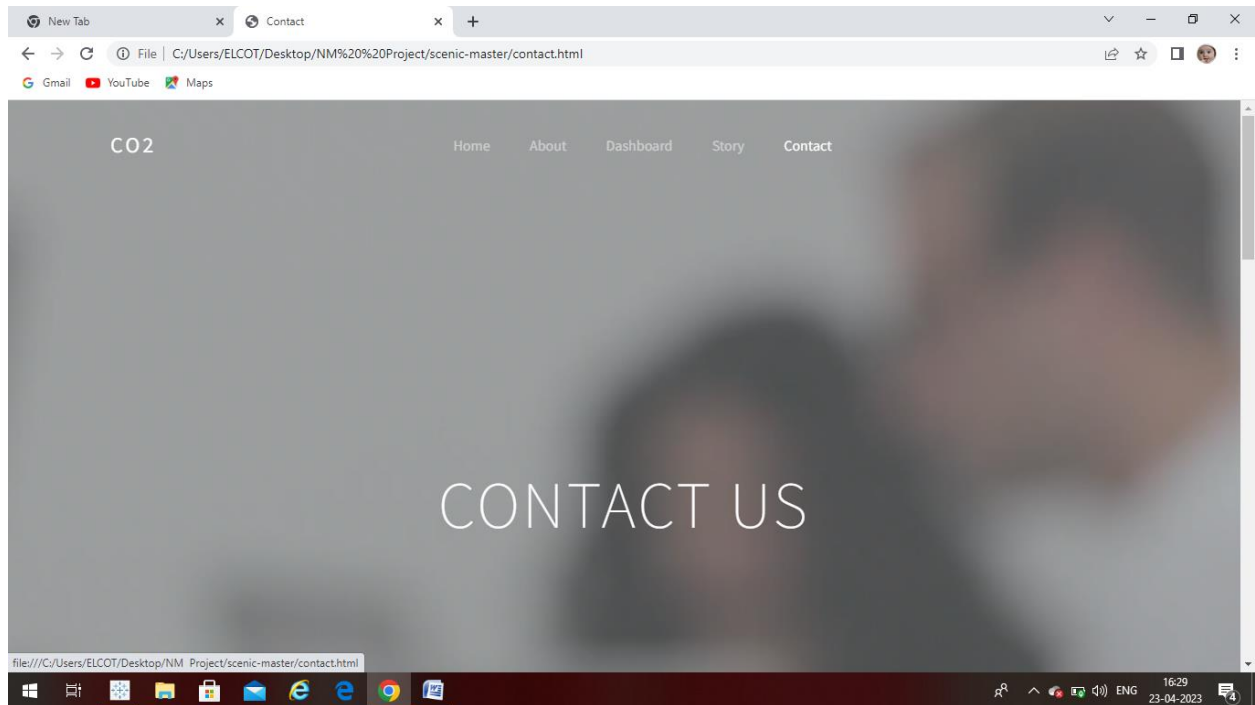 New Tab
Contact
File
C:/Users/ELCOT/Desktop/NM%20%20Project/scenic-master/contact.html
Gmail
YouTube
Maps
CO2
Home
About
Dashboard
Story
Contact
CONTACT US
file:///C:/Users/ELCOT/Desktop/NM  Project/scenic-master/contact.html
ENG
16:29
23-04-2023
4